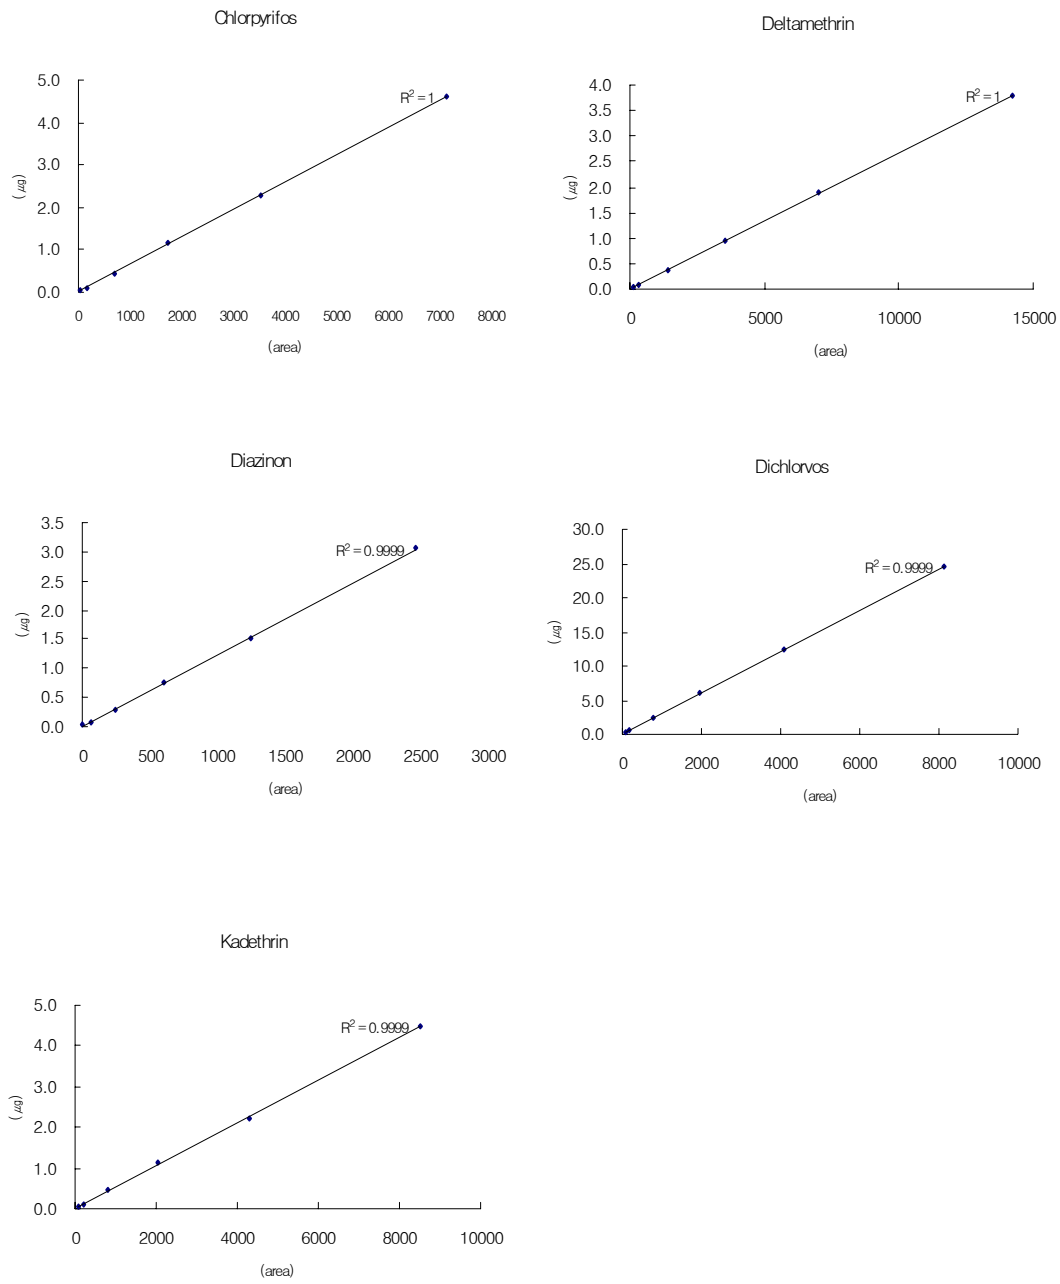 Chlorpyrifos
5.0
4.0
3.0
2.0
1.0
0.0
(㎍)
R² = 1
0 1000 2000 3000 4000 5000 6000 7000 8000
(area)
Deltamethrin
4.0
3.5
3.0
2.5
2.0
1.5
1.0
0.5
0.0
(㎍)
R² = 1
0 5000 10000 15000
(area)
Diazinon
3.5
3.0
2.5
2.0
1.5
1.0
0.5
0.0
(㎍)
R² = 0.9999
0 500 1000 1500 2000 2500 3000
(area)
Dichlorvos
30.0
25.0
20.0
15.0
10.0
5.0
0.0
(㎍)
R² = 0.9999
0 2000 4000 6000 8000 10000
(area)
Kadethrin
5.0
4.0
3.0
2.0
1.0
0.0
(㎍)
R² = 0.9999
0 2000 4000 6000 8000 10000
(area)